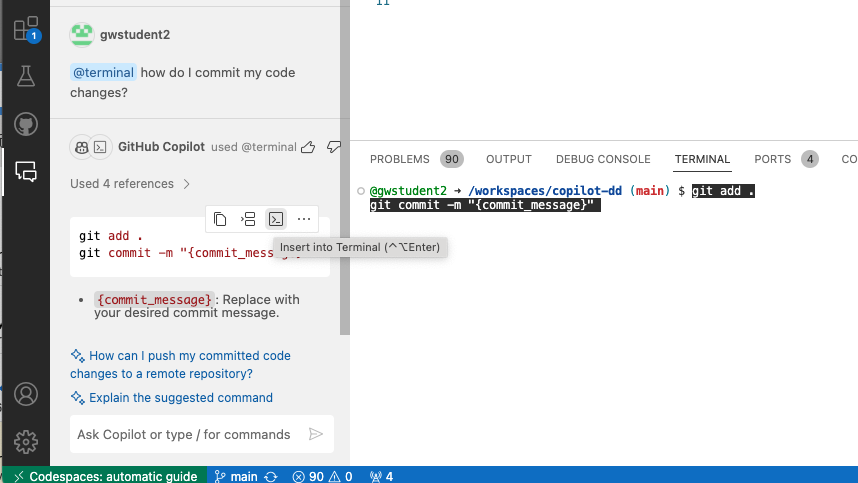 11
1
gwstudent2
@terminal how do I commit my code
changes?
GitHub Copilot used @terminal
Used 4 references
git add .
git commit -m "{commit_mess
Insert into Terminal (^⌥Enter)
• {commit_message}: Replace with
your desired commit message.
How can I push my committed code
changes to a remote repository?
Explain the suggested command
Ask Copilot or type / for commands
PROBLEMS 90 OUTPUT DEBUG CONSOLE TERMINAL PORTS 4 CO
@gwstudent2 → /workspaces/copilot-dd (main) $ git add .
git commit -m "{commit_message}"
Codespaces: automatic guide main 90 0 4